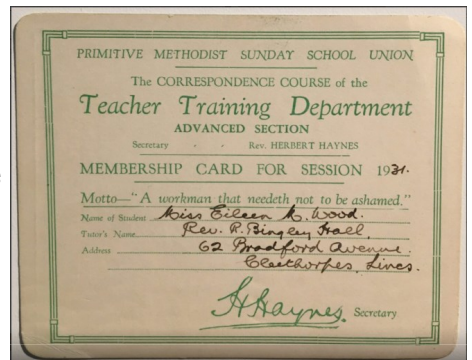 PRIMITIVE METHODIST SUNDAY SCHOOL UNION
The CORRESPONDENCE COURSE of the
Teacher Training Department
ADVANCED SECTION
Secretary - - Rev. HERBERT HAYNES
MEMBERSHIP CARD FOR SESSION 1931.
Motto—"A workman that needeth not to be ashamed."
Name of Student Miss Eileen M. Wood.
Tutor's Name Rev. P. Bingley Hall.
Address 62 Bradford Avenue.
Cleethorpes, Lincs.
H Haynes, Secretary